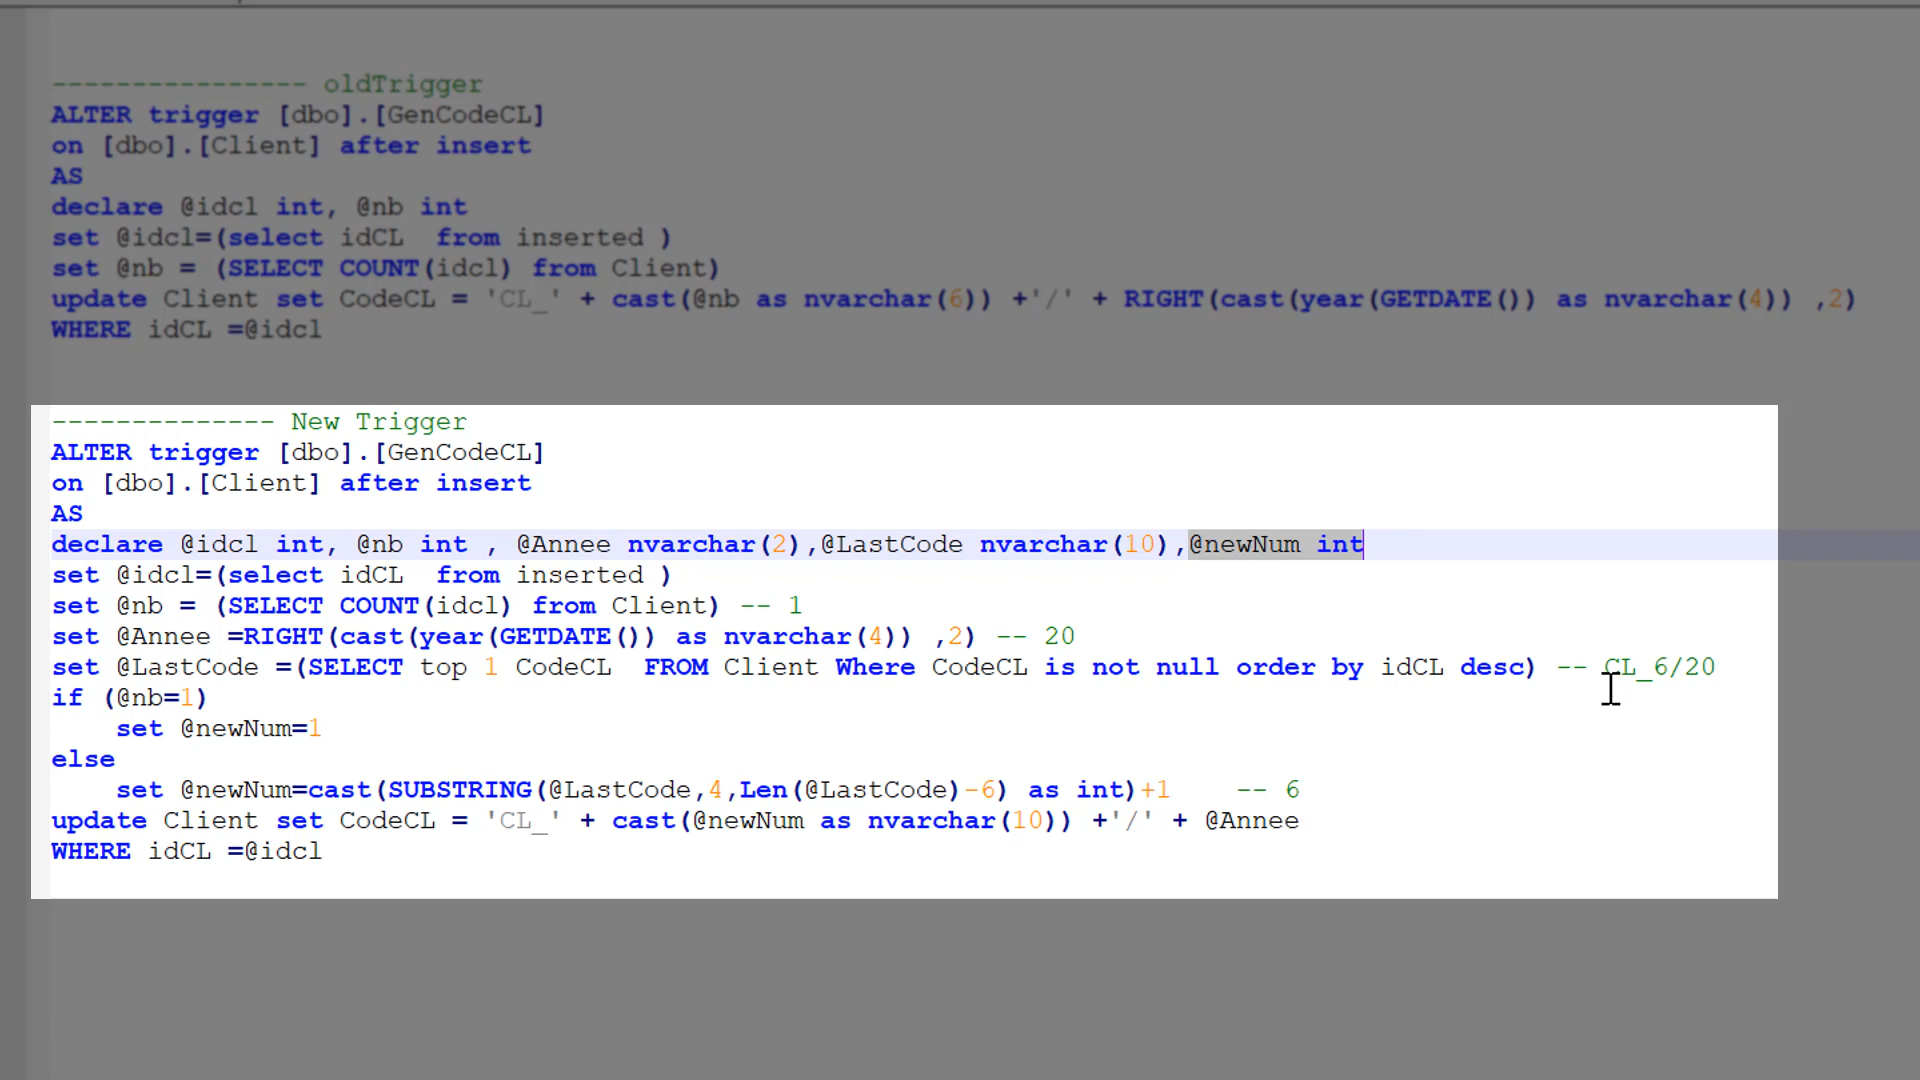 ---------------- oldTrigger
ALTER trigger [dbo].[GenCodeCL]
on [dbo].[Client] after insert
AS
declare @idcl int, @nb int
set @idcl=(select idCL  from inserted )
set @nb = (SELECT COUNT(idcl) from Client)
update Client set CodeCL = 'CL_' + cast(@nb as nvarchar(6)) +'/' + RIGHT(cast(year(GETDATE()) as nvarchar(4)) ,2)
WHERE idCL =@idcl
-------------- New Trigger
ALTER trigger [dbo].[GenCodeCL]
on [dbo].[Client] after insert
AS
declare @idcl int, @nb int , @Annee nvarchar(2),@LastCode nvarchar(10),@newNum int
set @idcl=(select idCL  from inserted )
set @nb = (SELECT COUNT(idcl) from Client) -- 1
set @Annee =RIGHT(cast(year(GETDATE()) as nvarchar(4)) ,2) -- 20
set @LastCode =(SELECT top 1 CodeCL  FROM Client Where CodeCL is not null order by idCL desc) -- CL_6/20
if (@nb=1)
    set @newNum=1
else
    set @newNum=cast(SUBSTRING(@LastCode,4,Len(@LastCode)-6) as int)+1    -- 6
update Client set CodeCL = 'CL_' + cast(@newNum as nvarchar(10)) +'/' + @Annee
WHERE idCL =@idcl